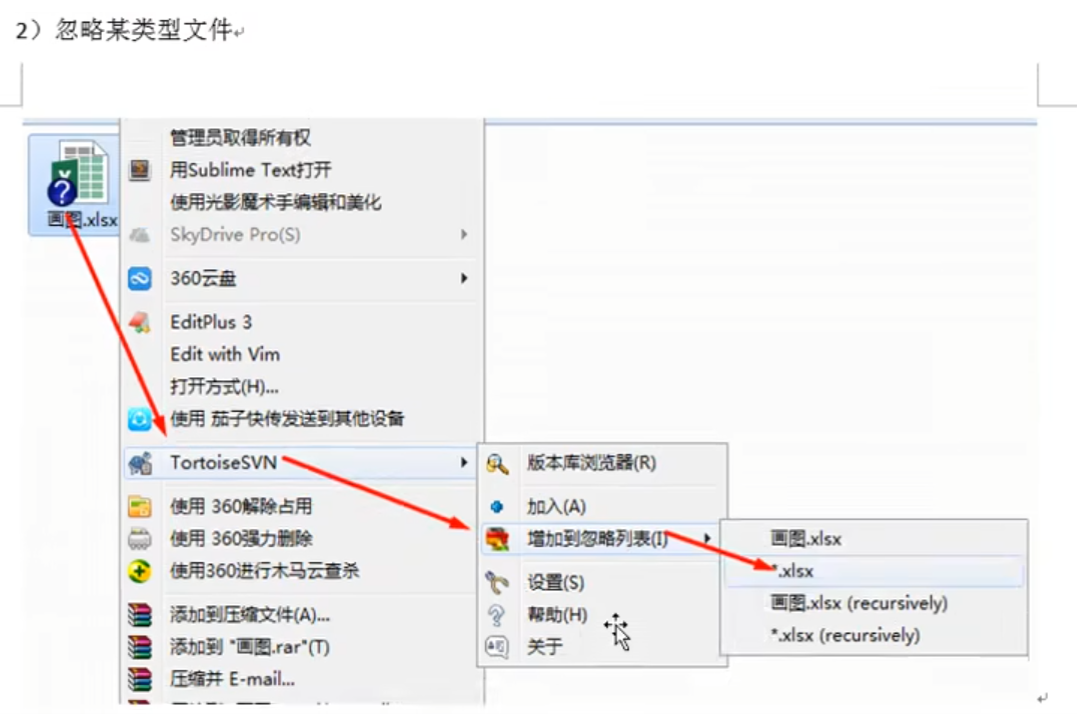 2）忽略某类型文件
画图.xlsx
管理员取得所有权
用Sublime Text打开
使用光影魔术手编辑和美化
SkyDrive Pro(S)
360云盘
EditPlus 3
Edit with Vim
打开方式(H)...
使用 茄子快传发送到其他设备
TortoiseSVN
使用 360解除占用
使用 360强力删除
使用360进行木马云查杀
添加到压缩文件(A)...
添加到 "画图.rar"(T)
压缩并 E-mail...
版本库浏览器(R)
加入(A)
增加到忽略列表(I)
设置(S)
帮助(H)
关于
画图.xlsx
*.xlsx
画图.xlsx (recursively)
*.xlsx (recursively)